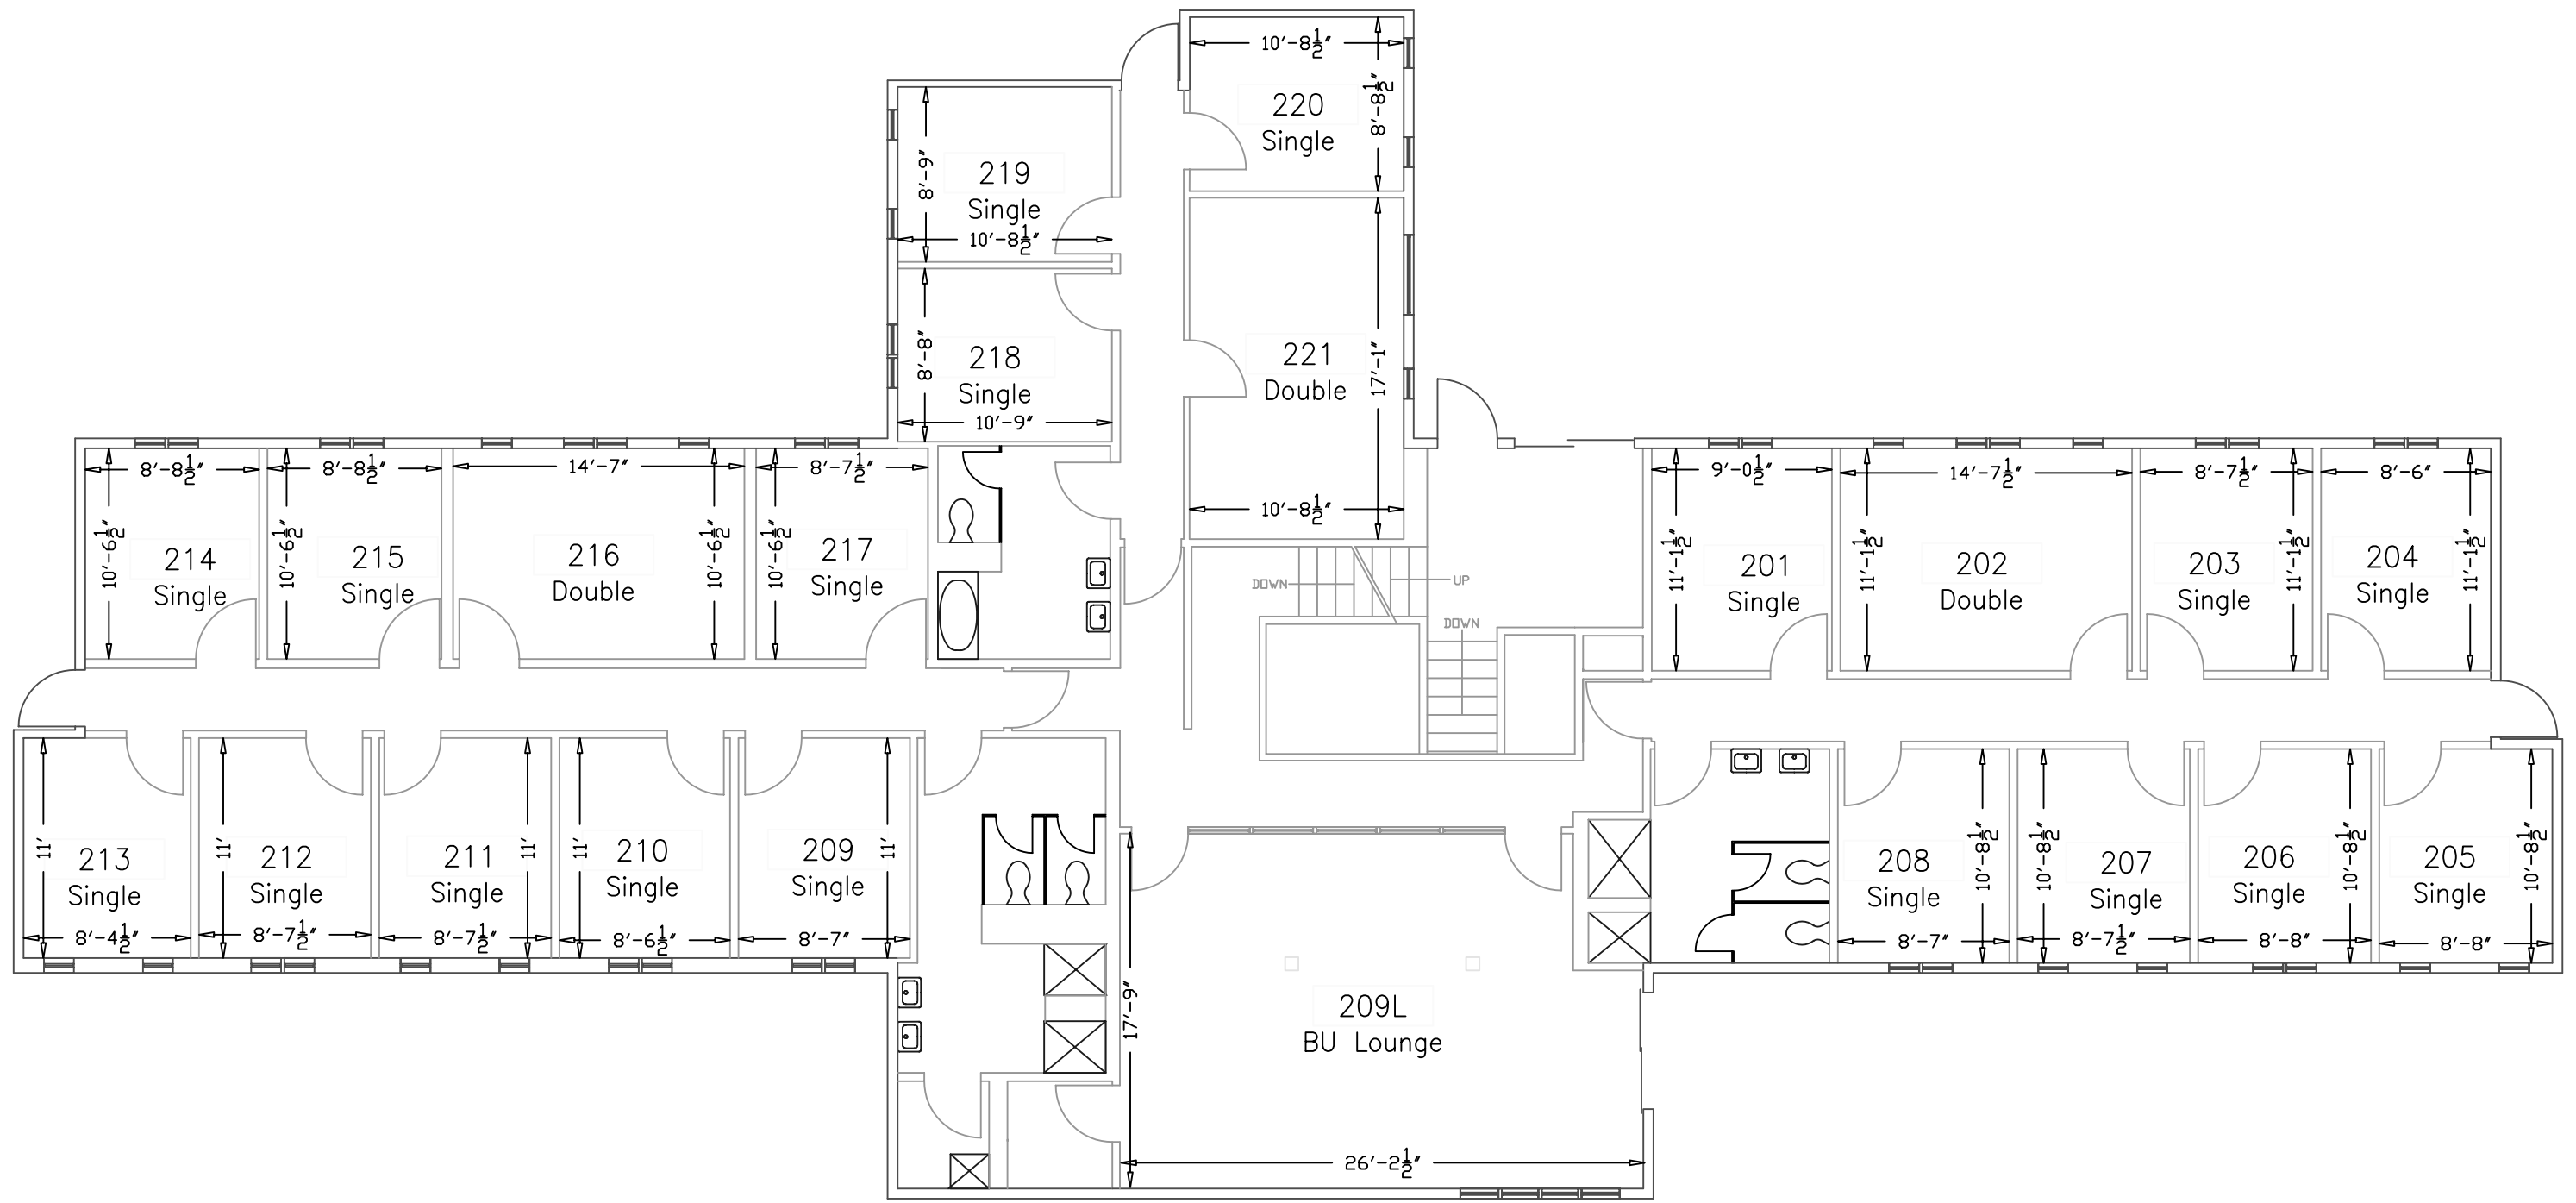 10'-8½"
8'-8½"
220
Single
8'-9"
219
Single
10'-8½"
8'-8"
218
Single
10'-9"
221
Double
17'-1"
10'-8½"
8'-8½"
8'-8½"
14'-7"
8'-7½"
10'-6½"
10'-6½"
10'-6½"
10'-6½"
214
Single
215
Single
216
Double
217
Single
DOWN
UP
DOWN
9'-0½"
14'-7½"
8'-7½"
8'-6"
11'-1½"
11'-1½"
11'-1½"
11'-1½"
201
Single
202
Double
203
Single
204
Single
11'
213
Single
8'-4½"
11'
212
Single
8'-7½"
211
Single
11'
8'-7½"
11'
210
Single
8'-6½"
209
Single
11'
8'-7"
208
Single
10'-8½"
8'-7"
10'-8½"
207
Single
8'-7½"
206
Single
10'-8½"
8'-8"
205
Single
10'-8½"
8'-8"
17'-9"
209L
BU Lounge
26'-2½"